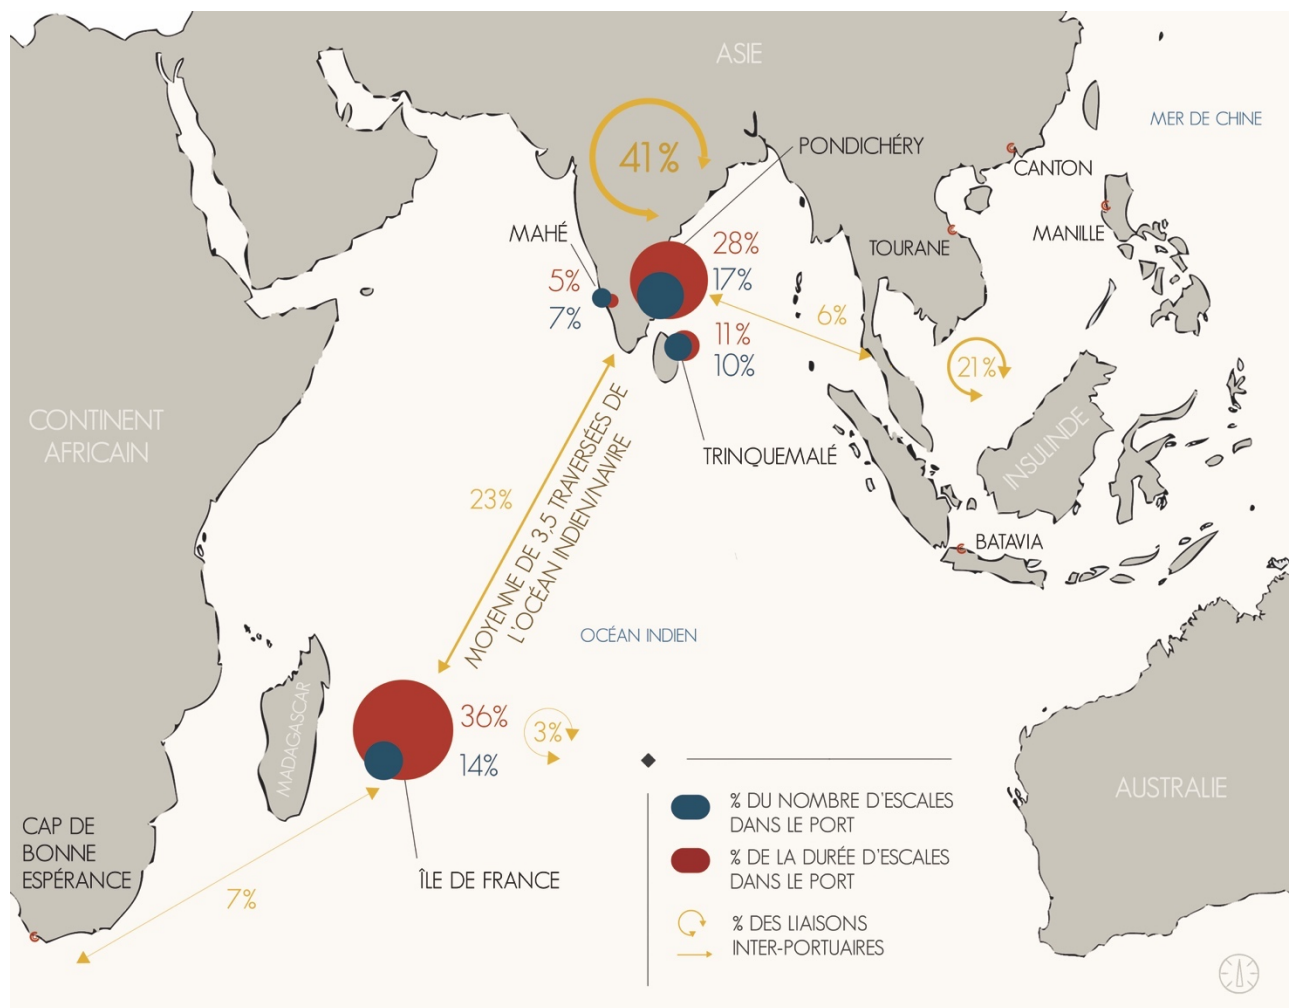 ASIE
MER DE CHINE
41%
PONDICHÉRY
CANTON
MAHÉ
28%
17%
TOURANE
MANILLE
5%
7%
6%
11%
10%
21%
CONTINENT
AFRICAIN
TRINQUEMALÉ
INSULINDE
23%
MOYENNE DE 3,5 TRAVERSÉES DE
L'OCÉAN INDIEN/NAVIRE
BATAVIA
OCÉAN INDIEN
MADAGASCAR
36%
3%
14%
AUSTRALIE
CAP DE
BONNE
ESPÉRANCE
7%
ÎLE DE FRANCE
% DU NOMBRE D'ESCALES
DANS LE PORT
% DE LA DURÉE D'ESCALES
DANS LE PORT
% DES LIAISONS
INTER-PORTUAIRES